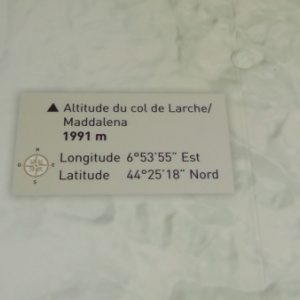 ▲ Altitude du col de Larche/
Maddalena
1991 m
Longitude 6°53'55" Est
Latitude 44°25'18" Nord